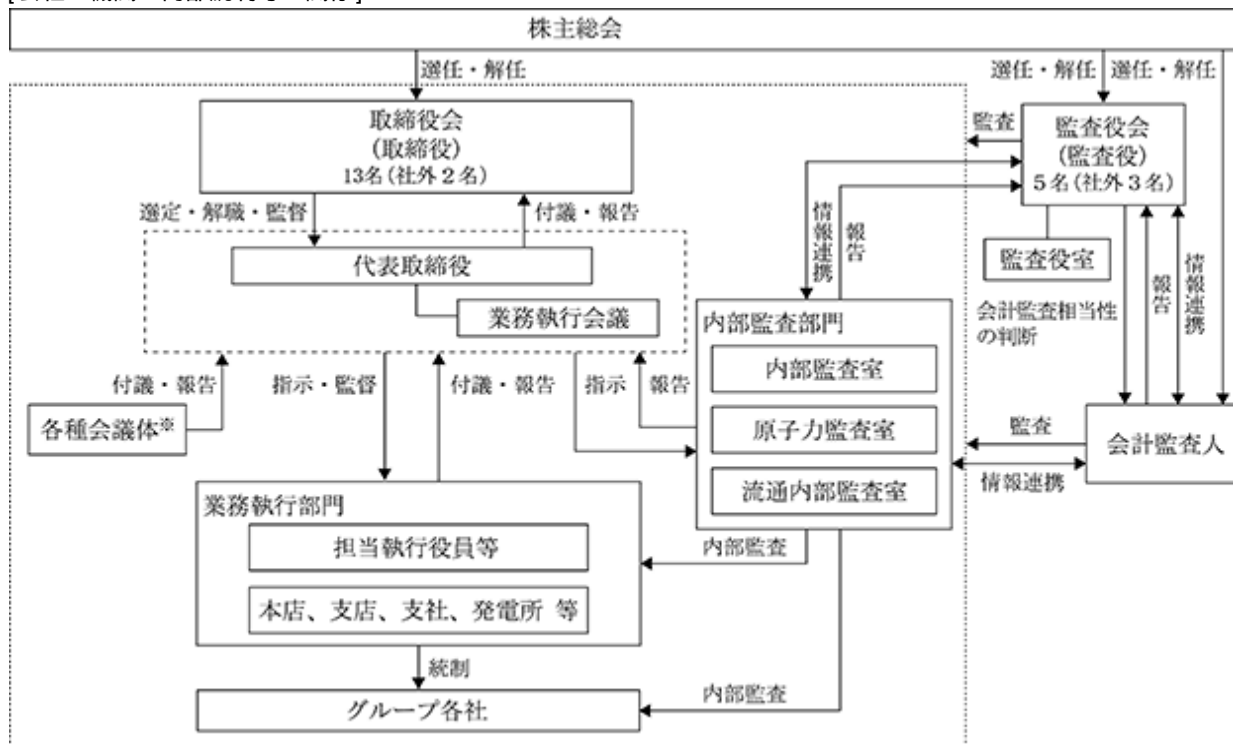 株主総会
選任・解任
選任・解任
選任・解任
取締役会
(取締役)
13名(社外2名)
監査
監査役会
(監査役)
5名(社外3名)
選定・解職・監督
付議・報告
情報連携
報告
監査役室
代表取締役
業務執行会議
報告
情報連携
会計監査相当性
の判断
内部監査部門
内部監査室
原子力監査室
流通内部監査室
付議・報告
指示・監督
付議・報告
指示
報告
各種会議体※
監査
会計監査人
情報連携
業務執行部門
担当執行役員等
本店、支店、支社、発電所 等
内部監査
統制
グループ各社
内部監査